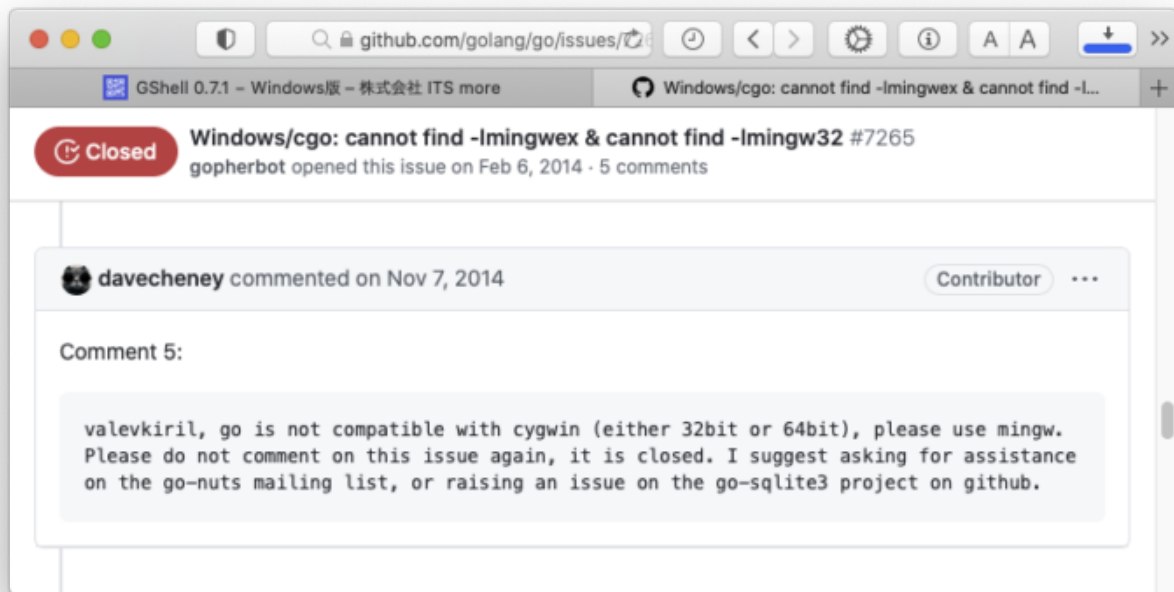 github.com/golang/go/issues/726
A A
GShell 0.7.1 – Windows版 – 株式会社 ITS more
Windows/cgo: cannot find -lmingwex & cannot find -l...
Closed
Windows/cgo: cannot find -lmingwex & cannot find -lmingw32 #7265
gopherbot opened this issue on Feb 6, 2014 · 5 comments
davecheney commented on Nov 7, 2014
Contributor
Comment 5:
valevkiril, go is not compatible with cygwin (either 32bit or 64bit), please use mingw.
Please do not comment on this issue again, it is closed. I suggest asking for assistance
on the go-nuts mailing list, or raising an issue on the go-sqlite3 project on github.